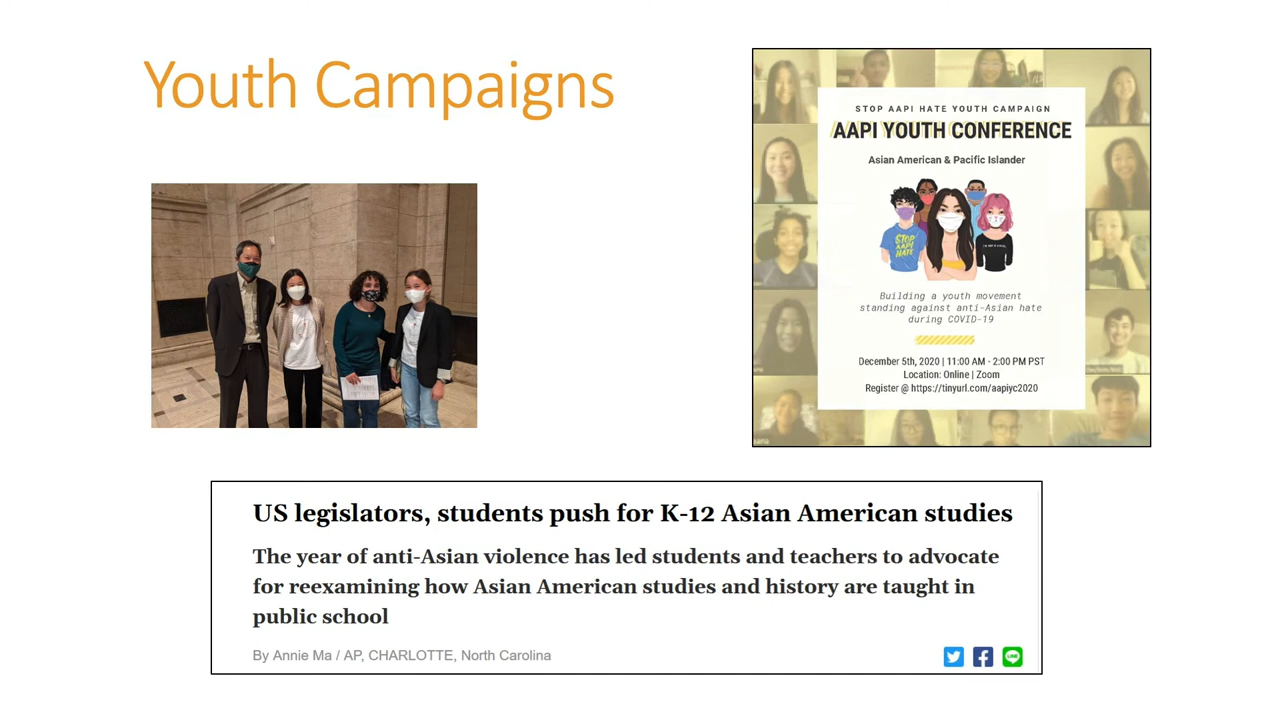 Youth Campaigns
STOP AAPI HATE YOUTH CAMPAIGN
AAPI YOUTH CONFERENCE
Asian American & Pacific Islander
STOP
AAPI
HATE
Building a youth movement
standing against anti-Asian hate
during COVID-19
December 5th, 2020 | 11:00 AM - 2:00 PM PST
Location: Online | Zoom
Register @ https://tinyurl.com/aapiyc2020
US legislators, students push for K-12 Asian American studies
The year of anti-Asian violence has led students and teachers to advocate
for reexamining how Asian American studies and history are taught in
public school
By Annie Ma / AP, CHARLOTTE, North Carolina